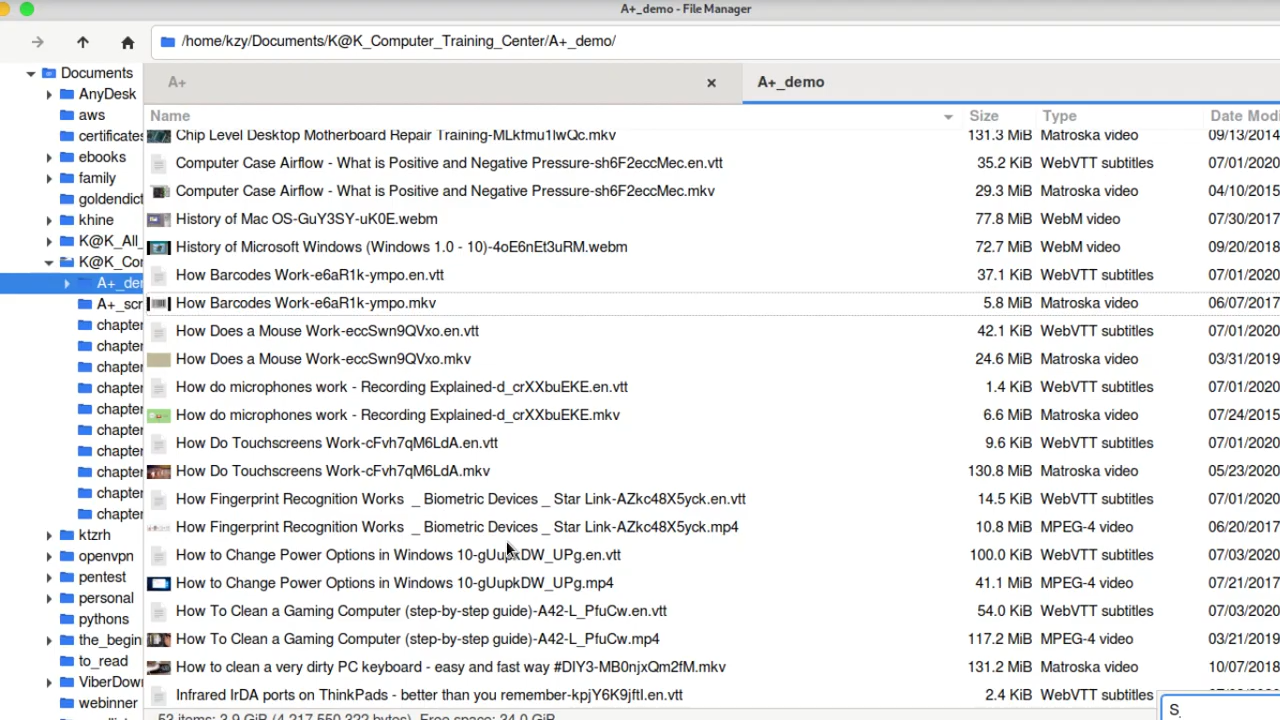 A+_demo - File Manager
/home/kzy/Documents/K@K_Computer_Training_Center/A+_demo/
A+
A+_demo
Documents
AnyDesk
aws
certificates
ebooks
family
goldendict
khine
K@K_All_
K@K_Cor
A+_de
A+_scr
chapter
chapter
chapter
chapter
chapter
chapter
chapter
chapter
chapter
chapter
ktzrh
openvpn
pentest
personal
pythons
the_begin
to_read
ViberDow
webinner
Name Size Type Date Modi
Chip Level Desktop Motherboard Repair Training-MLkfmu1lwQc.mkv 131.3 MiB Matroska video 09/13/2014
Computer Case Airflow - What is Positive and Negative Pressure-sh6F2eccMec.en.vtt 35.2 KiB WebVTT subtitles 07/01/2020
Computer Case Airflow - What is Positive and Negative Pressure-sh6F2eccMec.mkv 29.3 MiB Matroska video 04/10/2015
History of Mac OS-GuY3SY-uK0E.webm 77.8 MiB WebM video 07/30/2017
History of Microsoft Windows (Windows 1.0 - 10)-4oE6nEt3uRM.webm 72.7 MiB WebM video 09/20/2018
How Barcodes Work-e6aR1k-ympo.en.vtt 37.1 KiB WebVTT subtitles 07/01/2020
How Barcodes Work-e6aR1k-ympo.mkv 5.8 MiB Matroska video 06/07/2017
How Does a Mouse Work-eccSwn9QVxo.en.vtt 42.1 KiB WebVTT subtitles 07/01/2020
How Does a Mouse Work-eccSwn9QVxo.mkv 24.6 MiB Matroska video 03/31/2019
How do microphones work - Recording Explained-d_crXXbuEKE.en.vtt 1.4 KiB WebVTT subtitles 07/01/2020
How do microphones work - Recording Explained-d_crXXbuEKE.mkv 6.6 MiB Matroska video 07/24/2015
How Do Touchscreens Work-cFvh7qM6LdA.en.vtt 9.6 KiB WebVTT subtitles 07/01/2020
How Do Touchscreens Work-cFvh7qM6LdA.mkv 130.8 MiB Matroska video 05/23/2020
How Fingerprint Recognition Works _ Biometric Devices _ Star Link-AZkc48X5yck.en.vtt 14.5 KiB WebVTT subtitles 07/01/2020
How Fingerprint Recognition Works _ Biometric Devices _ Star Link-AZkc48X5yck.mp4 10.8 MiB MPEG-4 video 06/20/2017
How to Change Power Options in Windows 10-gUupkDW_UPg.en.vtt 100.0 KiB WebVTT subtitles 07/03/2020
How to Change Power Options in Windows 10-gUupkDW_UPg.mp4 41.1 MiB MPEG-4 video 07/21/2017
How To Clean a Gaming Computer (step-by-step guide)-A42-L_PfuCw.en.vtt 54.0 KiB WebVTT subtitles 07/03/2020
How To Clean a Gaming Computer (step-by-step guide)-A42-L_PfuCw.mp4 117.2 MiB MPEG-4 video 03/21/2019
How to clean a very dirty PC keyboard - easy and fast way #DIY3-MB0njxQm2fM.mkv 131.2 MiB Matroska video 10/07/2018
Infrared IrDA ports on ThinkPads - better than you remember-kpjY6K9jftI.en.vtt 2.4 KiB WebVTT subtitles
53 items: 3.9 GiB (4,217,550,322 bytes), Free space: 34.0 GiB
S